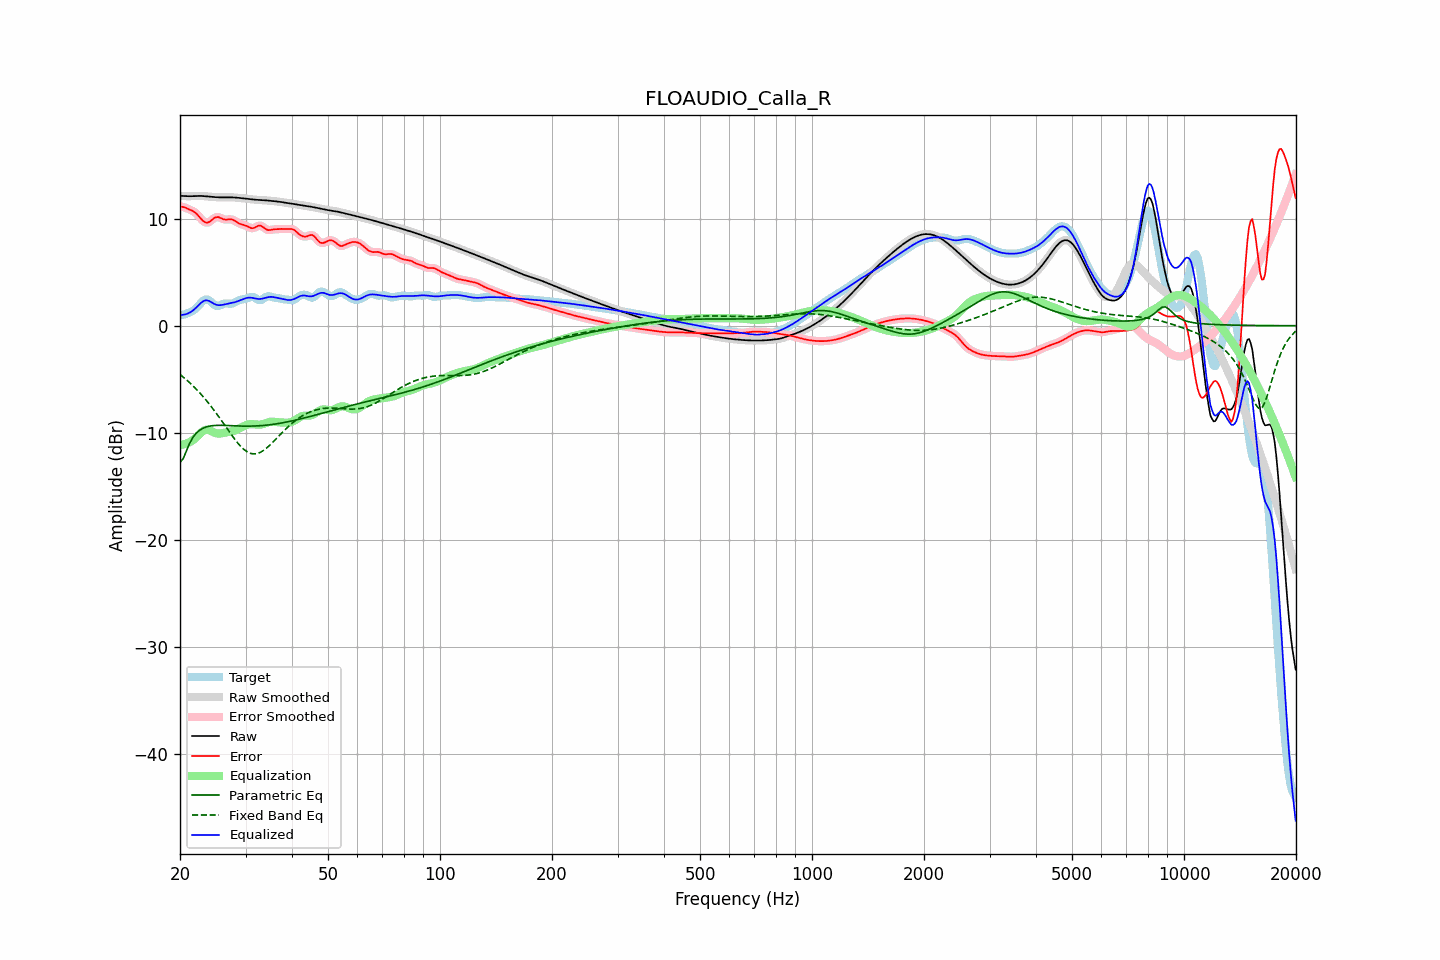 FLOAUDIO_Calla_R
Amplitude (dBr)
10
0
−10
−20
−30
−40
Target
Raw Smoothed
Error Smoothed
Raw
Error
Equalization
Parametric Eq
Fixed Band Eq
Equalized
20 50 100 200 500 1000 2000 5000 10000 20000
Frequency (Hz)